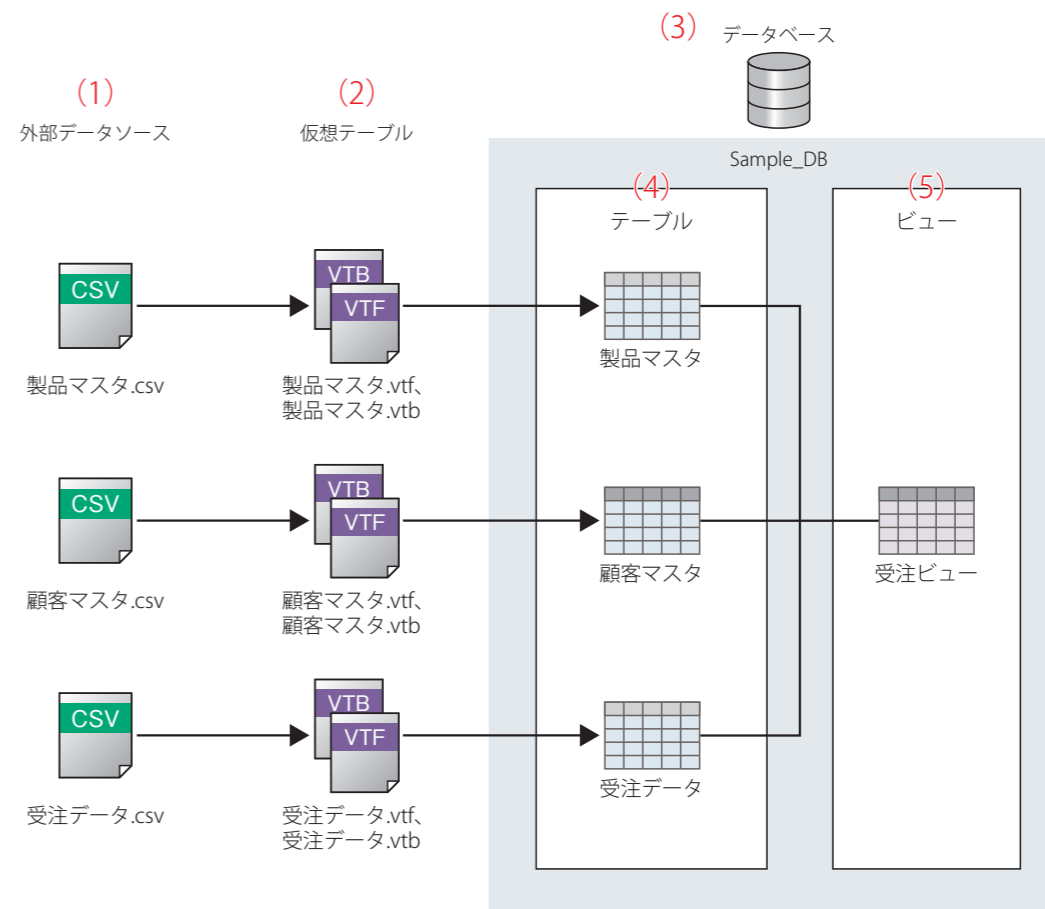 (3) データベース
(1)
(2)
外部データソース
仮想テーブル
Sample_DB
(4)
(5)
テーブル
ビュー
CSV
VTB
VTF
製品マスタ
製品マスタ.csv
製品マスタ.vtf、
製品マスタ.vtb
CSV
VTB
VTF
顧客マスタ
受注ビュー
顧客マスタ.csv
顧客マスタ.vtf、
顧客マスタ.vtb
CSV
VTB
VTF
受注データ
受注データ.csv
受注データ.vtf、
受注データ.vtb